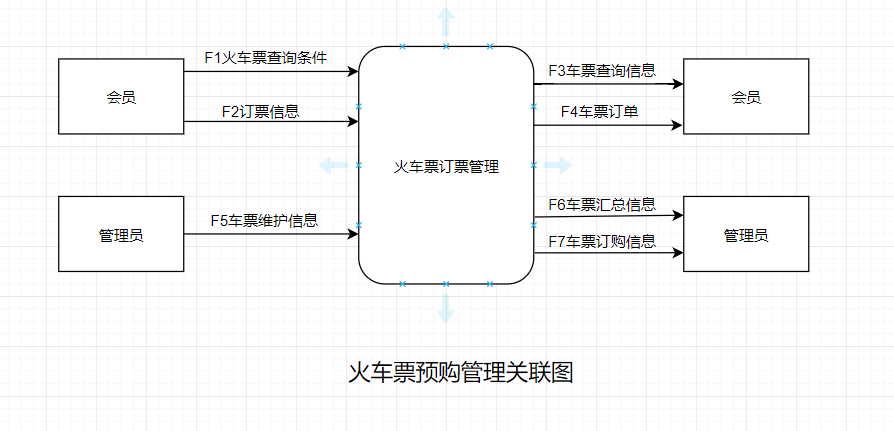 F1火车票查询条件
会员
F2订票信息
管理员
F5车票维护信息
火车票订票管理
F3车票查询信息
F4车票订单
会员
F6车票汇总信息
F7车票订购信息
管理员
火车票预购管理关联图